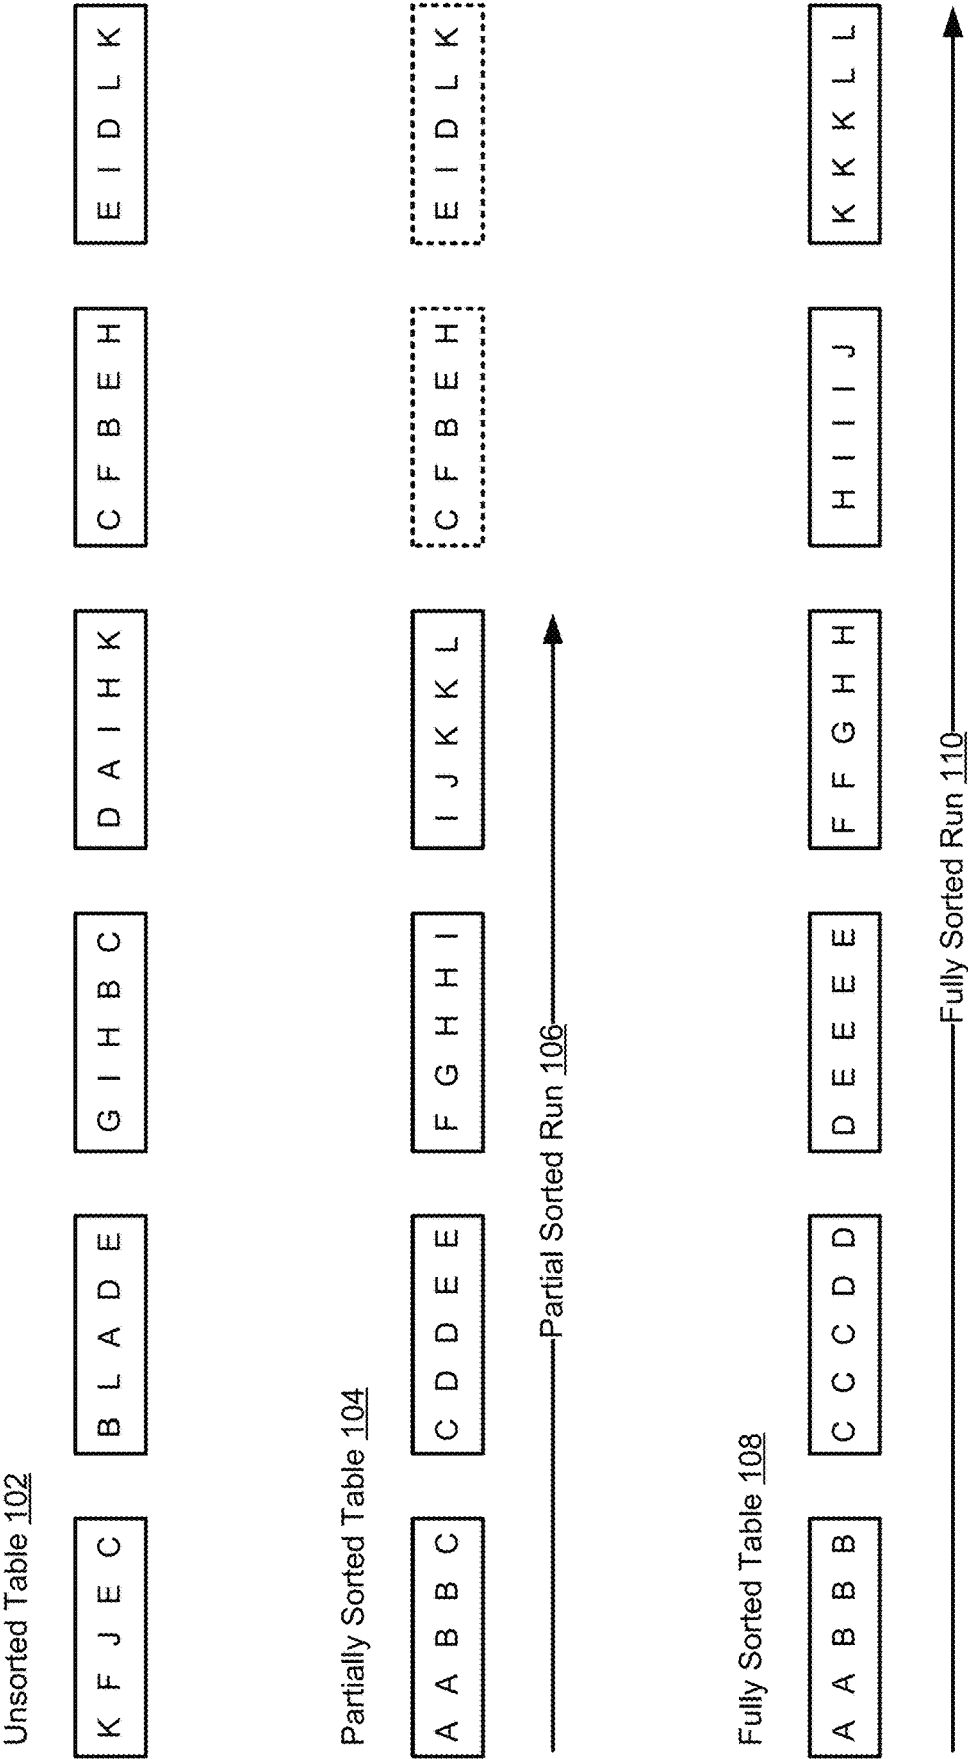 Unsorted Table 102
K F J E C B L A D E G I H B C D A I H K C F B E H E I D L K
Partially Sorted Table 104
A A B B C C D D E E F G H H I I J K K L C F B E H E I D L K
Partial Sorted Run 106
Fully Sorted Table 108
A A B B B C C C D D D E E E E F F G H H H I I I J K K K L L
Fully Sorted Run 110